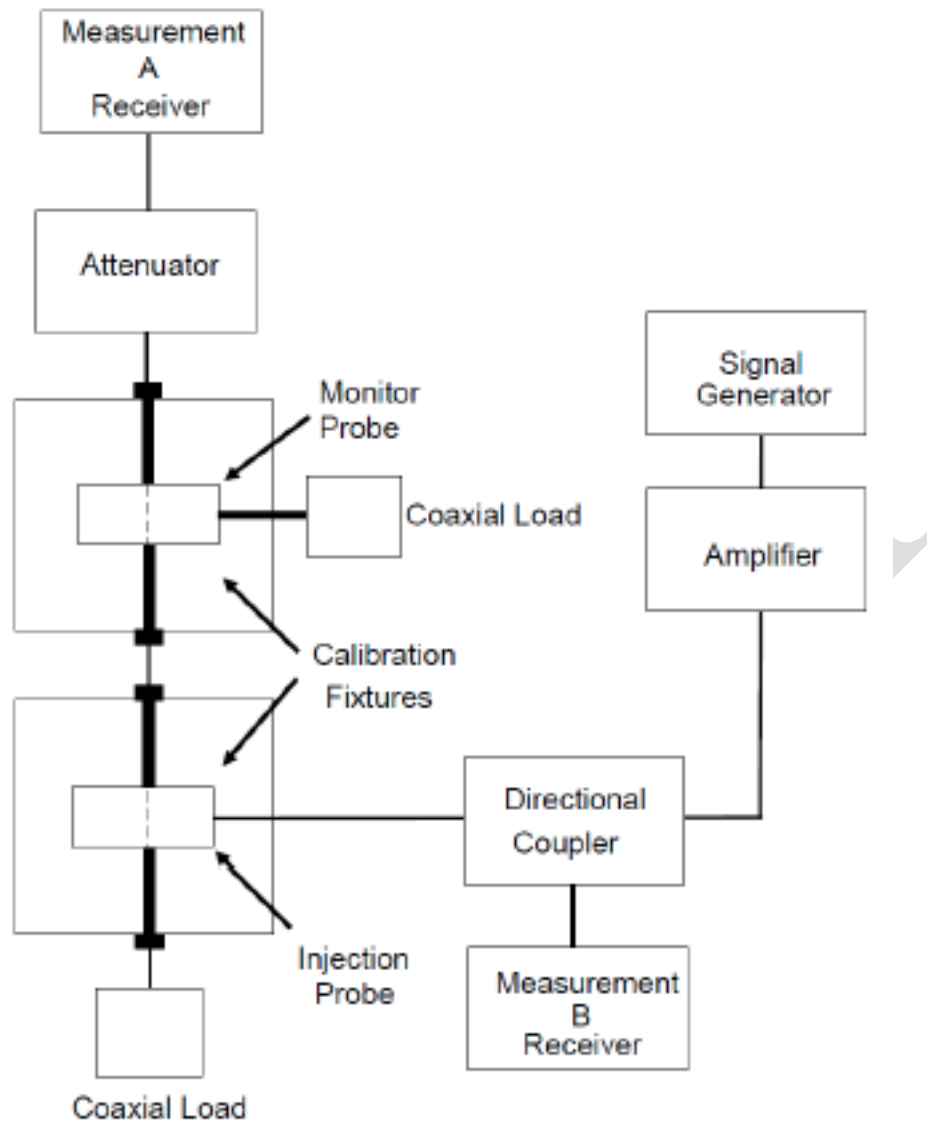 Measurement
A
Receiver
Attenuator
Monitor
Probe
Coaxial Load
Signal
Generator
Amplifier
Calibration
Fixtures
Directional
Coupler
Injection
Probe
Measurement
B
Receiver
Coaxial Load